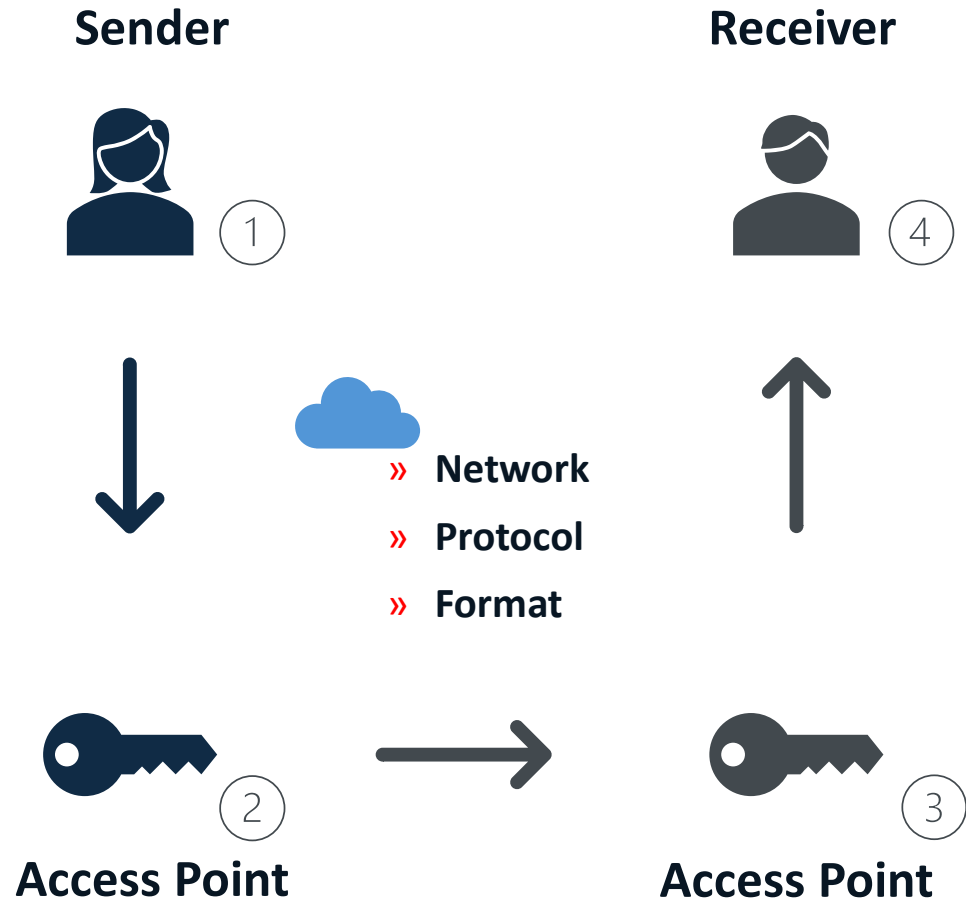 Sender
Receiver
1
4
» Network
» Protocol
» Format
2
3
Access Point
Access Point